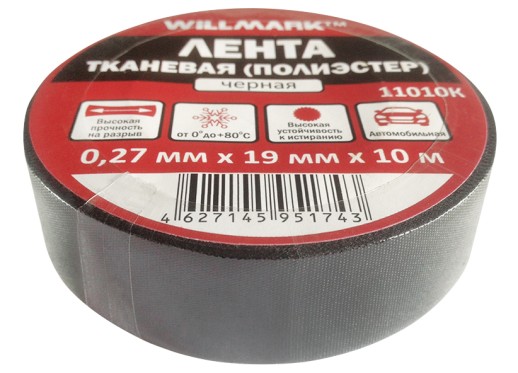 WILLMARK™
ЛЕНТА
ТКАНЕВАЯ (ПОЛИЭСТЕР)
черная
11010К
Высокая
прочность
на разрыв
от 0° до +80°С
Высокая
устойчивость
к истиранию
Автомобильная
0,27 мм х 19 мм х 10 м
4 627145 951743